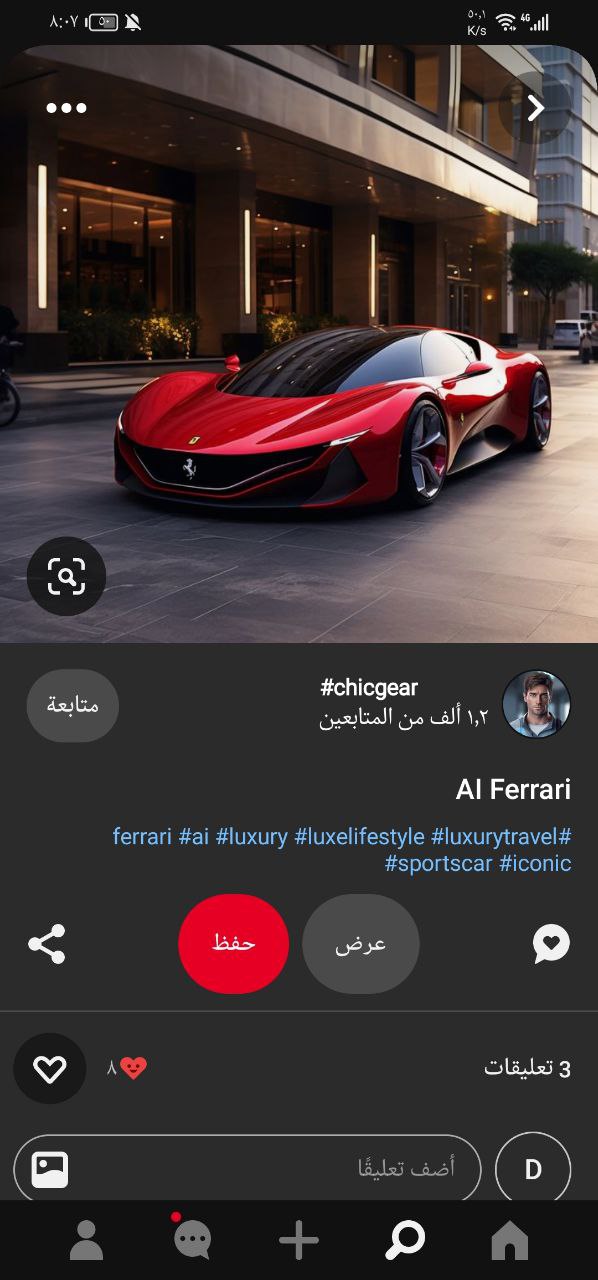 ٨:٠٧
٥٠
٥٠,١
K/s
4G
#chicgear
١,٢ ألف من المتابعين
متابعة
AI Ferrari
#ferrari #ai #luxury #luxelifestyle #luxurytravel
#sportscar #iconic
عرض
حفظ
3 تعليقات
٨
أضف تعليقًا
D